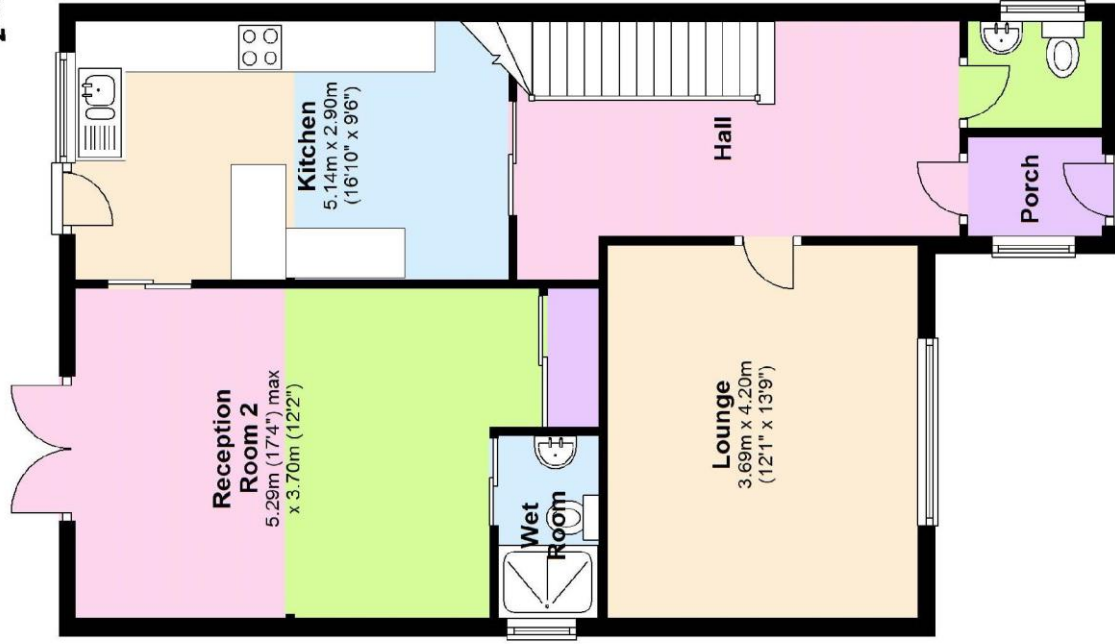 Kitchen
5.14m x 2.90m
(16'10" x 9'6")
Hall
Porch
Reception
Room 2
5.29m (17'4") max
x 3.70m (12'2")
Wet
Room
Lounge
3.69m x 4.20m
(12'1" x 13'9")